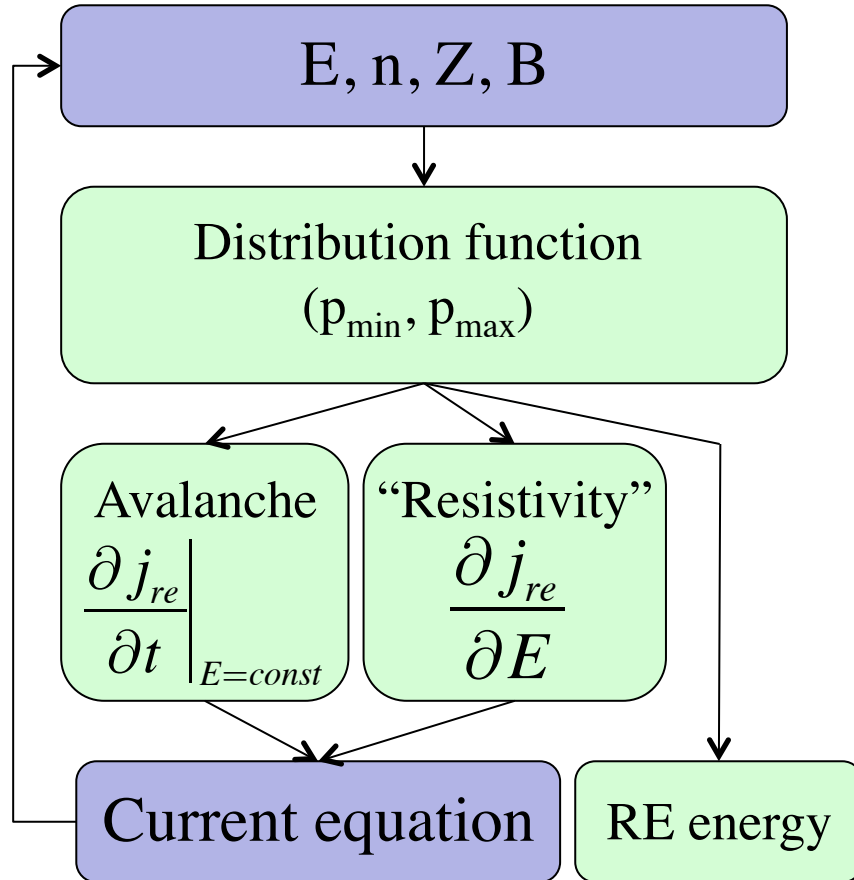 E, n, Z, B
Distribution function
(p_min, p_max)
Avalanche
∂j_re/∂t |_E=const
“Resistivity”
∂j_re/∂E
Current equation
RE energy